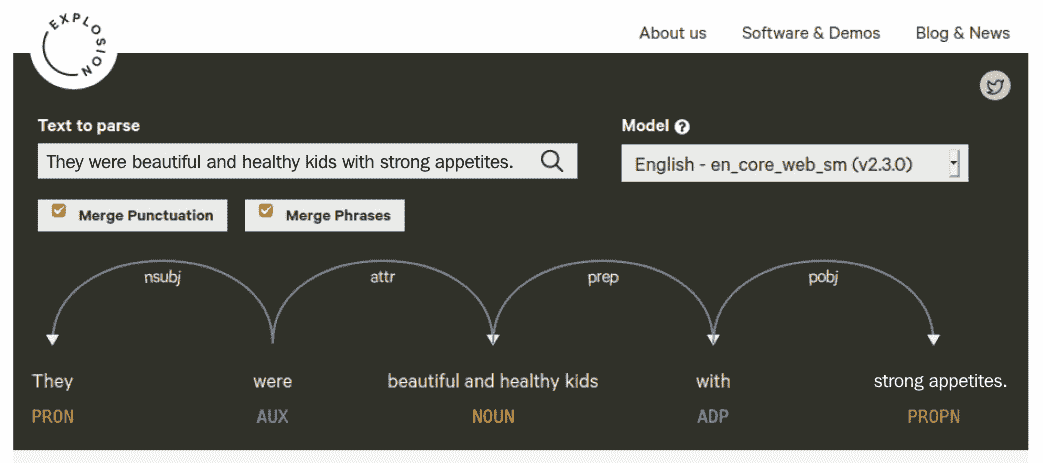 EXPLOSION
About us Software & Demos Blog & News
Text to parse Model ?
They were beautiful and healthy kids with strong appetites. English - en_core_web_sm (v2.3.0)
Merge Punctuation Merge Phrases
nsubj attr prep pobj
They were beautiful and healthy kids with strong appetites.
PRON AUX NOUN ADP PROPN